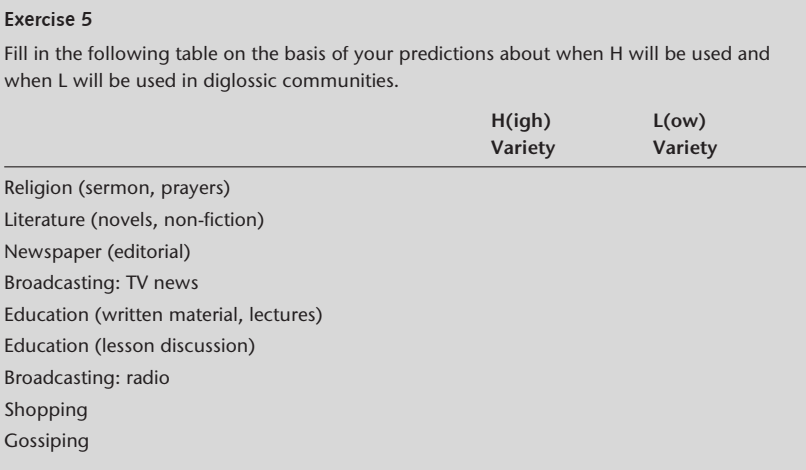 Exercise 5
Fill in the following table on the basis of your predictions about when H will be used and
when L will be used in diglossic communities.
H(igh) L(ow)
Variety Variety
Religion (sermon, prayers)
Literature (novels, non-fiction)
Newspaper (editorial)
Broadcasting: TV news
Education (written material, lectures)
Education (lesson discussion)
Broadcasting: radio
Shopping
Gossiping